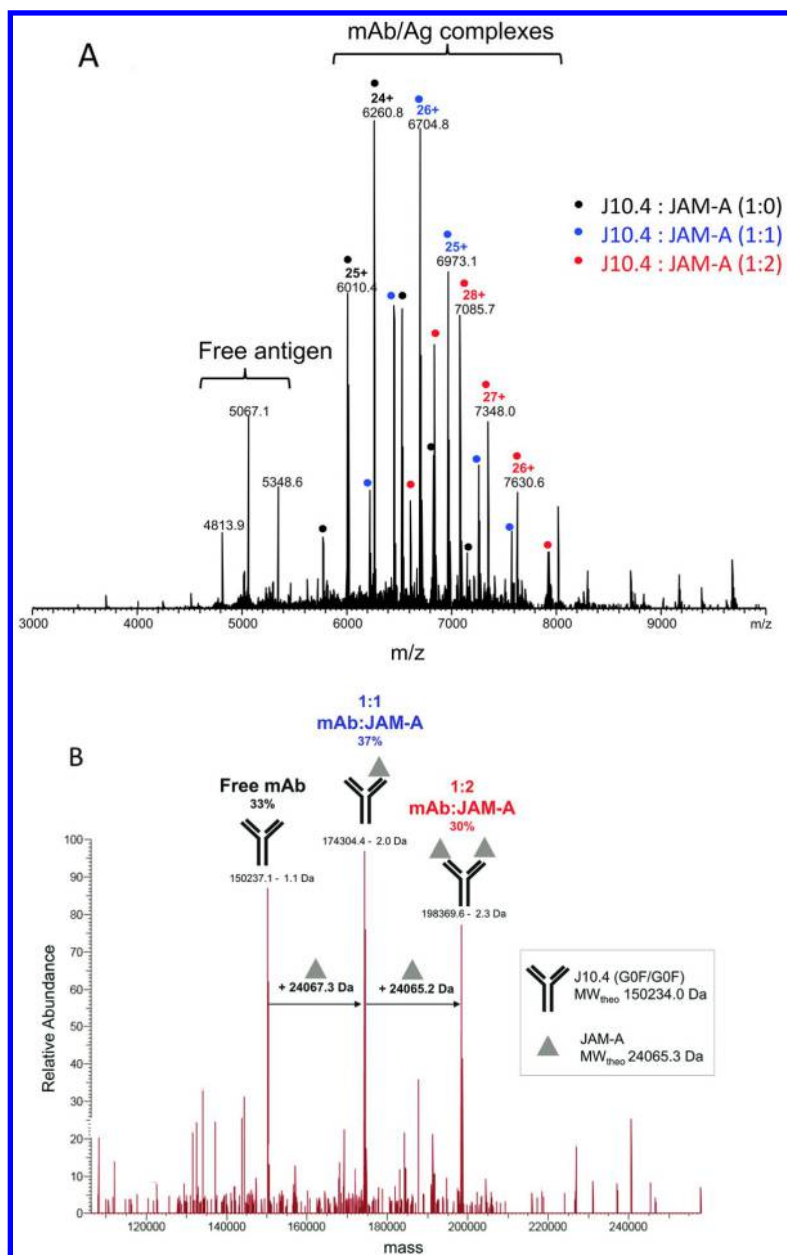 A
mAb/Ag complexes
24+
6260.8
26+
6704.8
J10.4 : JAM-A (1:0)
J10.4 : JAM-A (1:1)
J10.4 : JAM-A (1:2)
25+
6010.4
25+
6973.1
28+
7085.7
Free antigen
5067.1
27+
7348.0
5348.6
26+
7630.6
4813.9
3000 4000 5000 6000 7000 8000 9000 m/z
m/z
B
1:1
mAb:JAM-A
37%
Free mAb
33%
1:2
mAb:JAM-A
30%
174304.4 - 2.0 Da
150237.1 - 1.1 Da
198369.6 - 2.3 Da
+ 24067.3 Da
+ 24065.2 Da
J10.4 (G0F/G0F)
MWtheo 150234.0 Da
JAM-A
MWtheo 24065.3 Da
Relative Abundance
100
90
80
70
60
50
40
30
20
10
0
120000 140000 160000 180000 200000 220000 240000
mass